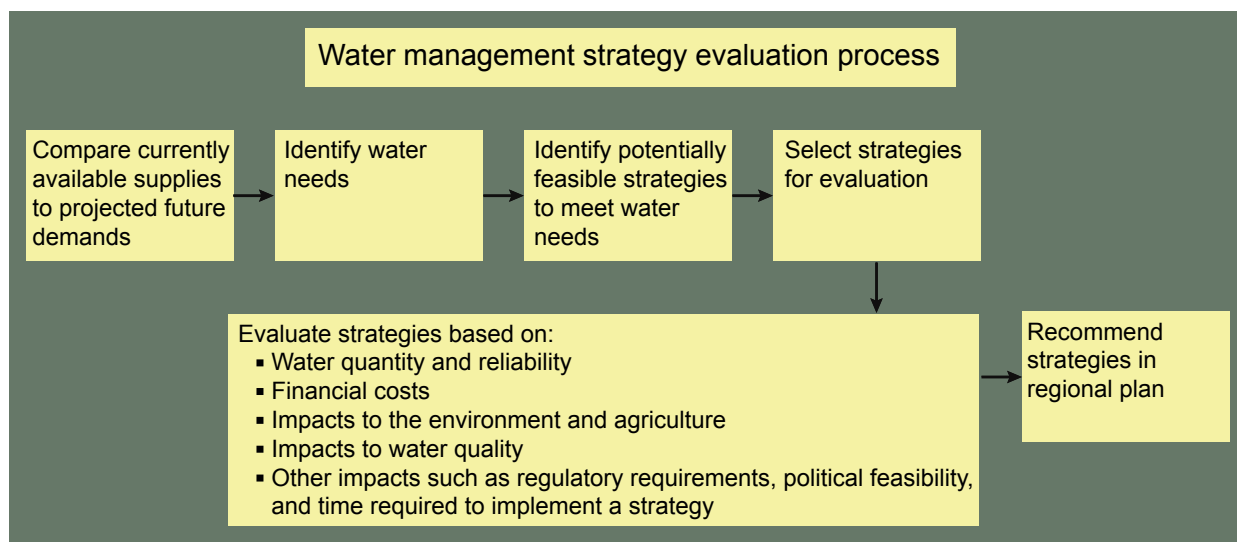 Water management strategy evaluation process
Compare currently
available supplies
to projected future
demands
Identify water
needs
Identify potentially
feasible strategies
to meet water
needs
Select strategies
for evaluation
Evaluate strategies based on:
▪ Water quantity and reliability
▪ Financial costs
▪ Impacts to the environment and agriculture
▪ Impacts to water quality
▪ Other impacts such as regulatory requirements, political feasibility,
and time required to implement a strategy
Recommend
strategies in
regional plan